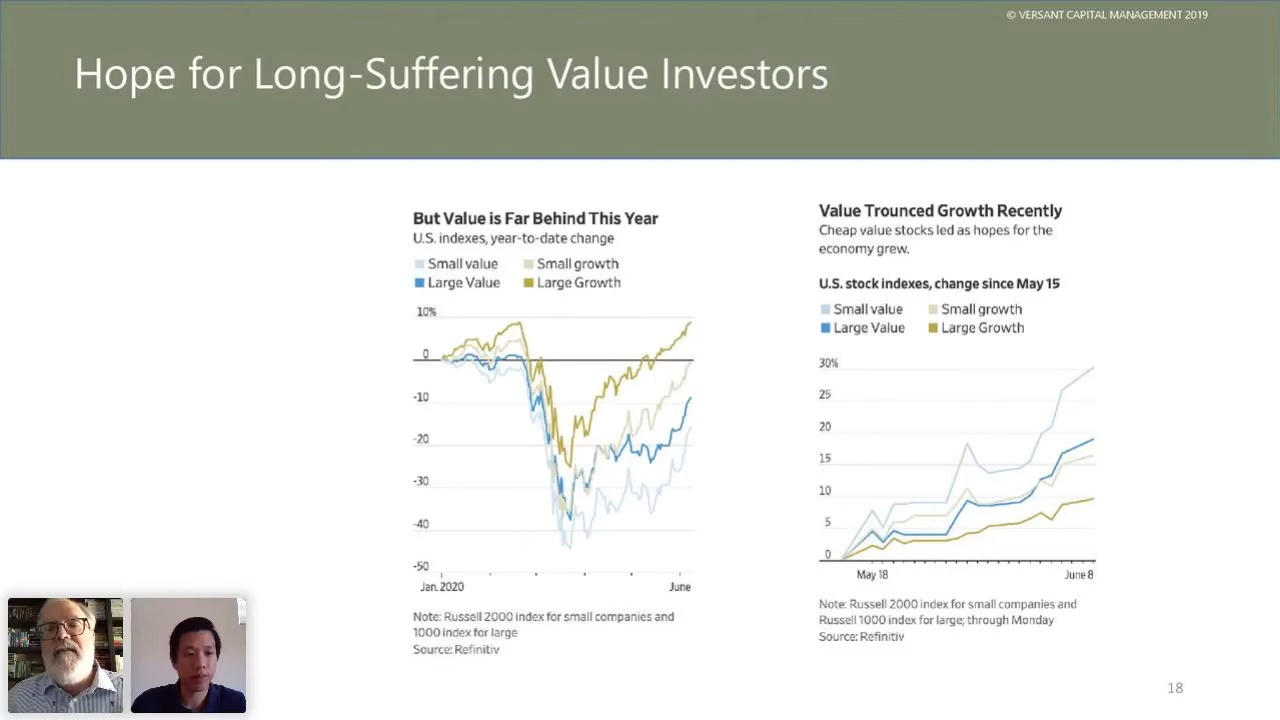 © VERSANT CAPITAL MANAGEMENT 2019
Hope for Long-Suffering Value Investors
But Value is Far Behind This Year
U.S. indexes, year-to-date change
Small value Small growth
Large Value Large Growth
10%
0
-10
-20
-30
-40
-50
Jan. 2020 June
Note: Russell 2000 index for small companies and
1000 index for large
Source: Refinitiv
Value Trounced Growth Recently
Cheap value stocks led as hopes for the
economy grew.
U.S. stock indexes, change since May 15
Small value Small growth
Large Value Large Growth
30%
25
20
15
10
5
0
May 18 June 8
Note: Russell 2000 index for small companies and
Russell 1000 index for large; through Monday
Source: Refinitiv
18